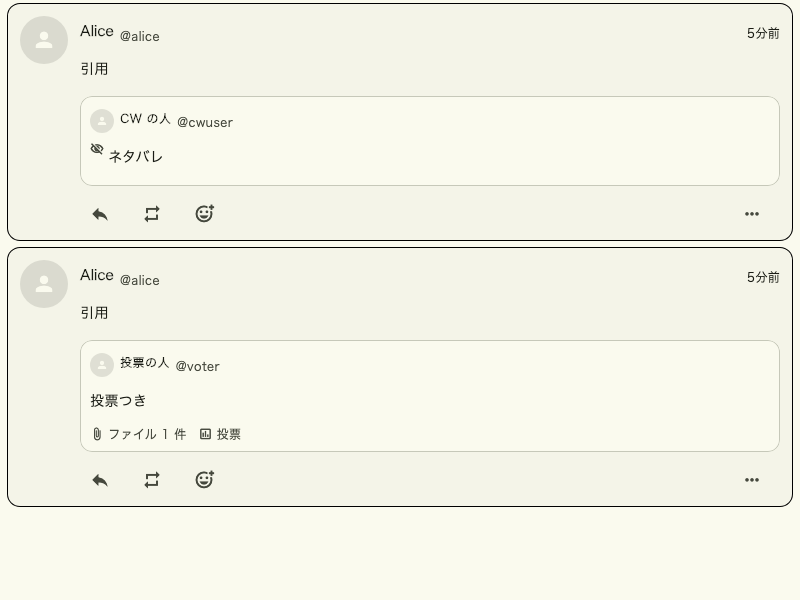 Alice @alice 5分前
引用
CW の人 @cwuser
ネタバレ
Alice @alice 5分前
引用
投票の人 @voter
投票つき
ファイル 1 件 投票